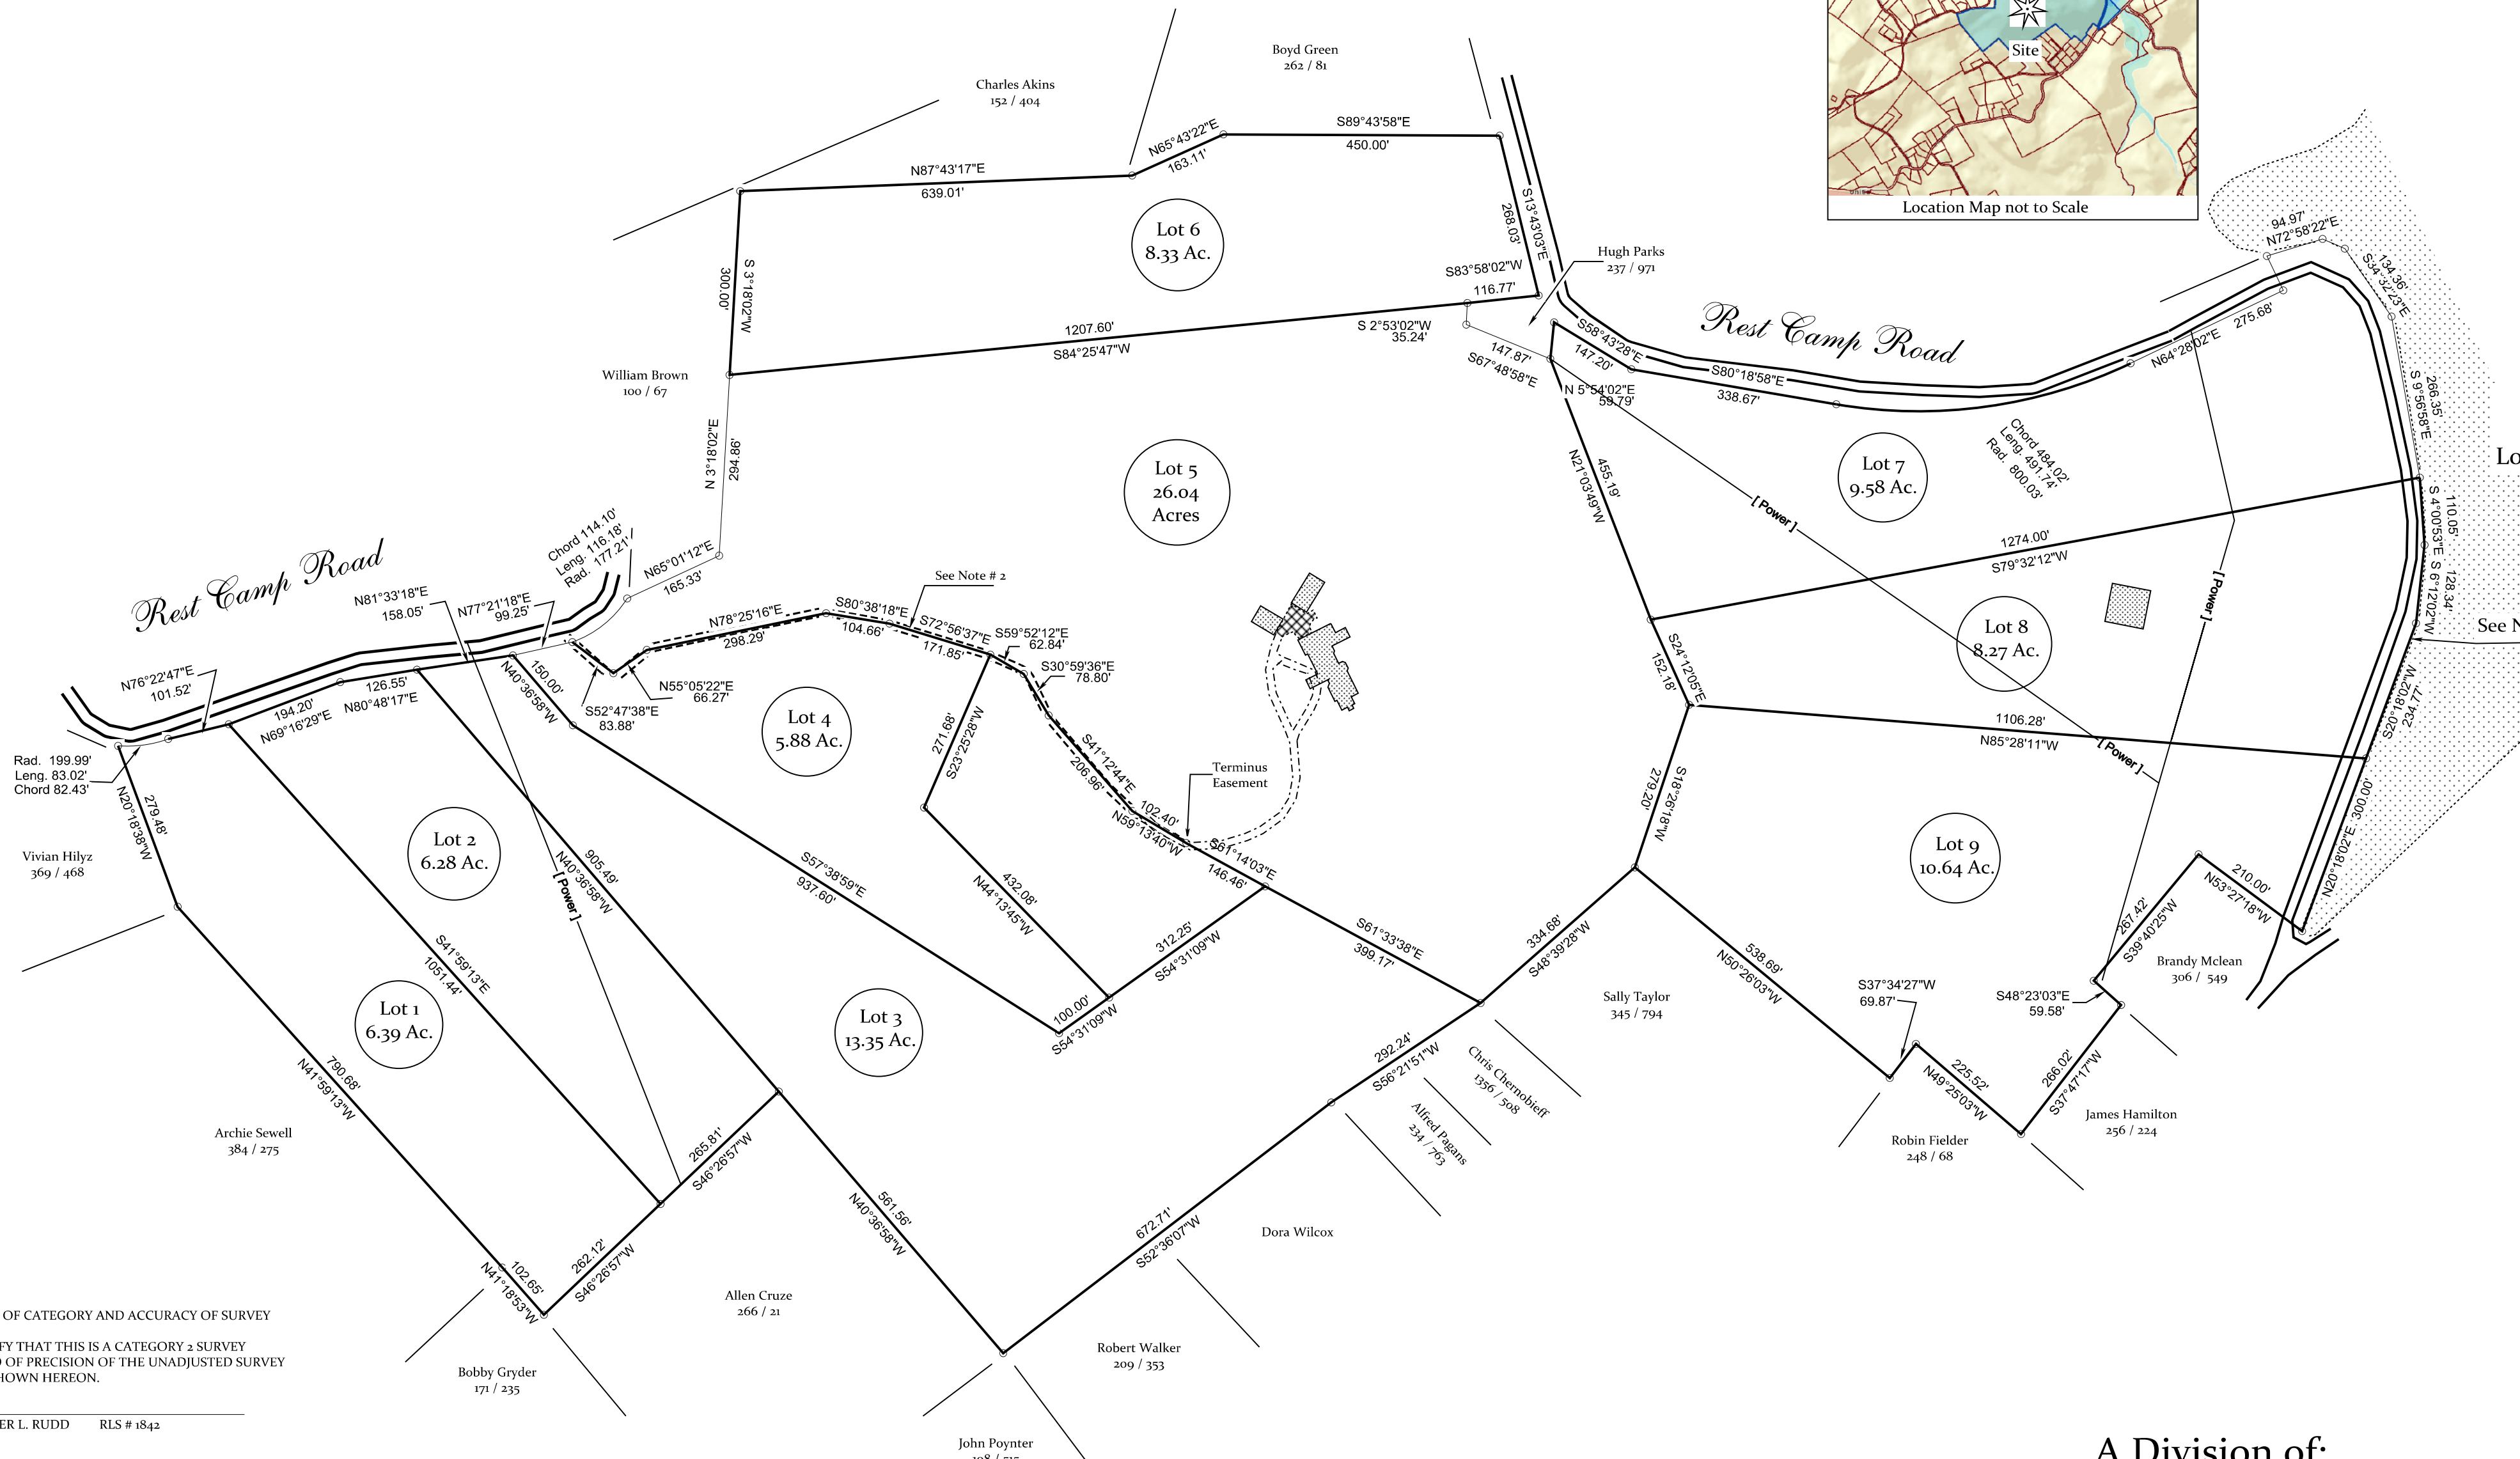 Site
Location Map not to Scale
Boyd Green
262 / 81
Charles Akins
152 / 404
N87°43'17"E
639.01'
N65°43'22"E
163.11'
S89°43'58"E
450.00'
S13°43'03"E
268.03'
Lot 6
8.33 Ac.
S 3°18'02"W
300.00'
S83°58'02"W
116.77'
Hugh Parks
237 / 971
1207.60'
S84°25'47"W
S 2°53'02"W
35.24'
147.87'
S67°48'58"E
N 5°54'02"E
59.79'
S58°43'28"E
147.20'
Rest Camp Road
S80°18'58"E
338.67'
N64°28'02"E
275.68'
94.97'
N72°58'22"E
134.36'
S34°32'23"E
266.35'
S 9°56'58"E
William Brown
100 / 67
N 3°18'02"E
294.86'
Lot 5
26.04
Acres
Lot 7
9.58 Ac.
Chord 484.02'
Leng. 491.74'
Rad. 800.03'
[ Power ]
455.19'
N21°03'49"W
1274.00'
S79°32'12"W
110.05'
S 4°00'53"E
128.34'
S 6°12'02"W
Lo
See N
S20°18'02"W
234.77'
Rest Camp Road
Chord 114.10'
Leng. 116.18'
Rad. 177.21'
N65°01'12"E
165.33'
N81°33'18"E
158.05'
N77°21'18"E
99.25'
See Note # 2
N76°22'47"E
101.52'
194.20'
N69°16'29"E
126.55'
N80°48'17"E
150.00'
N40°36'58"W
S52°47'38"E
83.88'
N55°05'22"E
66.27'
N78°25'16"E
298.29'
S80°38'18"E
104.66'
S72°56'37"E
171.85'
S59°52'12"E
62.84'
S30°59'36"E
78.80'
S41°12'44"E
206.96'
Terminus
Easement
102.40'
N59°13'40"W
S61°14'03"E
146.46'
Lot 4
5.88 Ac.
271.68'
S23°25'28"W
432.08'
N44°13'45"W
312.25'
S54°31'09"W
100.00'
S54°31'09"W
S57°38'59"E
937.60'
Lot 8
8.27 Ac.
[ Power ]
S24°12'05"E
152.18'
1106.28'
N85°28'11"W
[ Power ]
S18°26'18"W
279.20'
Lot 9
10.64 Ac.
N20°18'02"E 300.00'
210.00'
N53°27'18"W
267.42'
S39°40'25"W
Brandy Mclean
306 / 549
S48°23'03"E
59.58'
S37°34'27"W
69.87'
225.52'
N49°25'03"W
266.02'
S37°47'17"W
James Hamilton
256 / 224
Robin Fielder
248 / 68
538.69'
N50°26'03"W
334.68'
S48°39'28"W
S61°33'38"E
399.17'
Sally Taylor
345 / 794
292.24'
S56°21'51"W
Chris Chernobieff
1356 / 508
Alfred Pagans
234 / 763
Dora Wilcox
672.71'
S52°36'07"W
Robert Walker
209 / 353
John Poynter
Rad. 199.99'
Leng. 83.02'
Chord 82.43'
279.48'
N20°18'38"W
Vivian Hilyz
369 / 468
Lot 2
6.28 Ac.
[ Power ]
905.49'
N40°36'58"W
S41°59'13"E
1051.44'
Lot 1
6.39 Ac.
Lot 3
13.35 Ac.
790.68'
N41°59'13"W
Archie Sewell
384 / 275
265.81'
S46°26'57"W
262.12'
S46°26'57"W
102.65'
N41°18'53"W
561.56'
N40°36'58"W
Allen Cruze
266 / 21
Bobby Gryder
171 / 235
OF CATEGORY AND ACCURACY OF SURVEY
FY THAT THIS IS A CATEGORY 2 SURVEY
OF PRECISION OF THE UNADJUSTED SURVEY
HOWN HEREON.
ER L. RUDD RLS # 1842
A Division of: